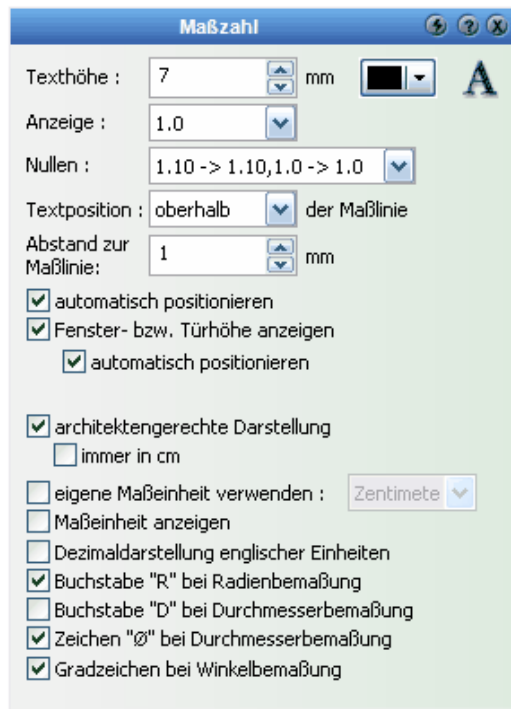 Maßzahl
Texthöhe : 7 mm A
Anzeige : 1.0
Nullen : 1.10 -> 1.10,1.0 -> 1.0
Textposition : oberhalb der Maßlinie
Abstand zur
Maßlinie: 1 mm
automatisch positionieren
Fenster- bzw. Türhöhe anzeigen
automatisch positionieren
architektengerechte Darstellung
immer in cm
eigene Maßeinheit verwenden : Zentimete
Maßeinheit anzeigen
Dezimaldarstellung englischer Einheiten
Buchstabe "R" bei Radienbemaßung
Buchstabe "D" bei Durchmesserbemaßung
Zeichen "Ø" bei Durchmesserbemaßung
Gradzeichen bei Winkelbemaßung